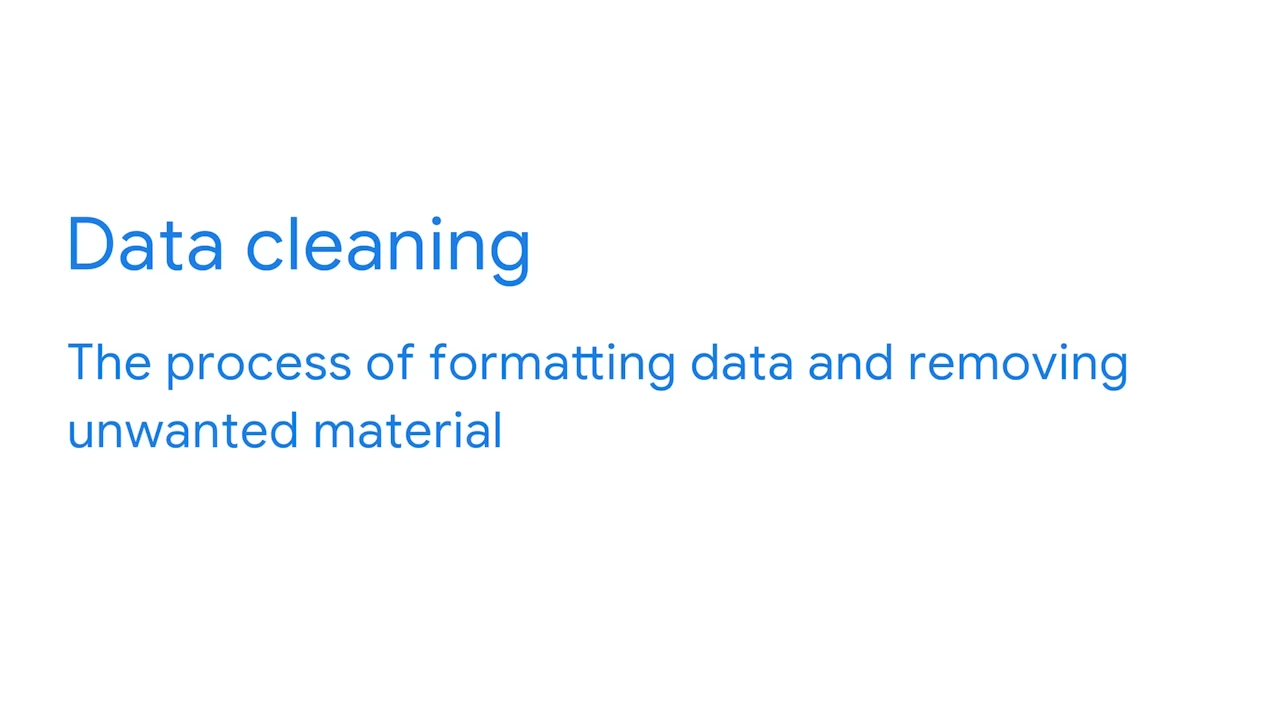 Data cleaning
The process of formatting data and removing
unwanted material